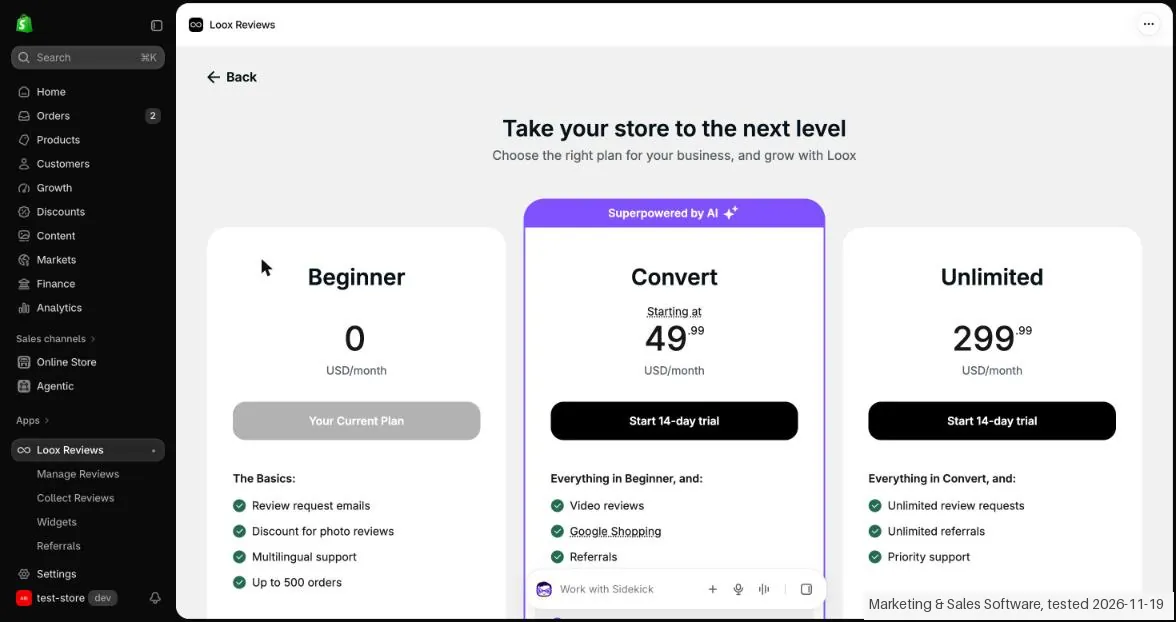 Search ⌘K
Home
Orders 2
Products
Customers
Growth
Discounts
Content
Markets
Finance
Analytics
Sales channels
Online Store
Agentic
Apps
Loox Reviews
Manage Reviews
Collect Reviews
Widgets
Referrals
Settings
test-store dev
Loox Reviews
Back
Take your store to the next level
Choose the right plan for your business, and grow with Loox
Beginner
0
USD/month
Your Current Plan
The Basics:
Review request emails
Discount for photo reviews
Multilingual support
Up to 500 orders
Superpowered by AI
Convert
Starting at
49.99
USD/month
Start 14-day trial
Everything in Beginner, and:
Video reviews
Google Shopping
Referrals
Work with Sidekick
Unlimited
299.99
USD/month
Start 14-day trial
Everything in Convert, and:
Unlimited review requests
Unlimited referrals
Priority support
Marketing & Sales Software, tested 2026-11-19